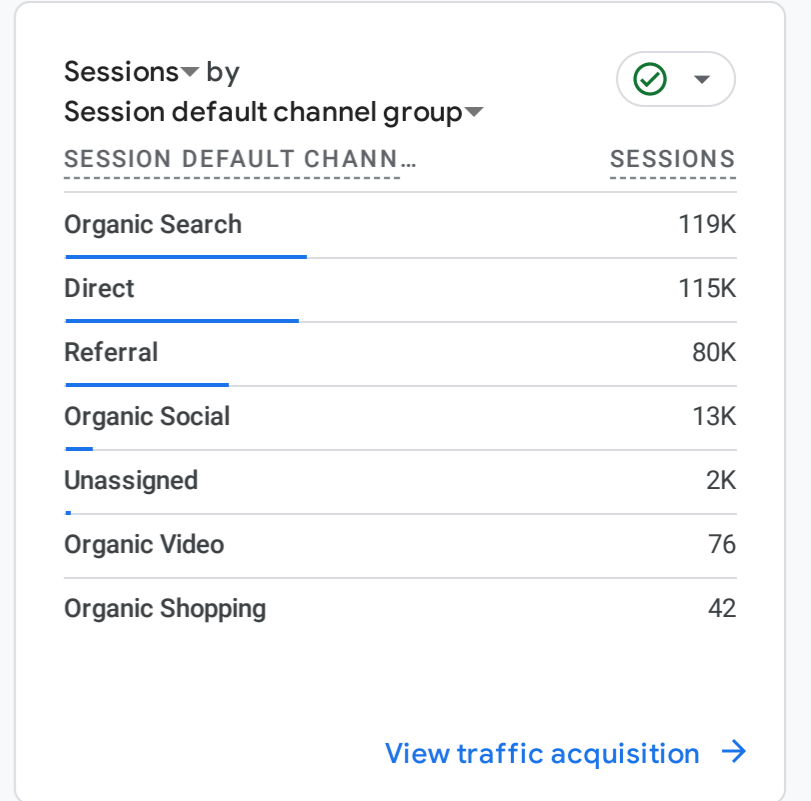 Sessions by
Session default channel group
SESSION DEFAULT CHANN…
SESSIONS
Organic Search 119K
Direct 115K
Referral 80K
Organic Social 13K
Unassigned 2K
Organic Video 76
Organic Shopping 42
View traffic acquisition